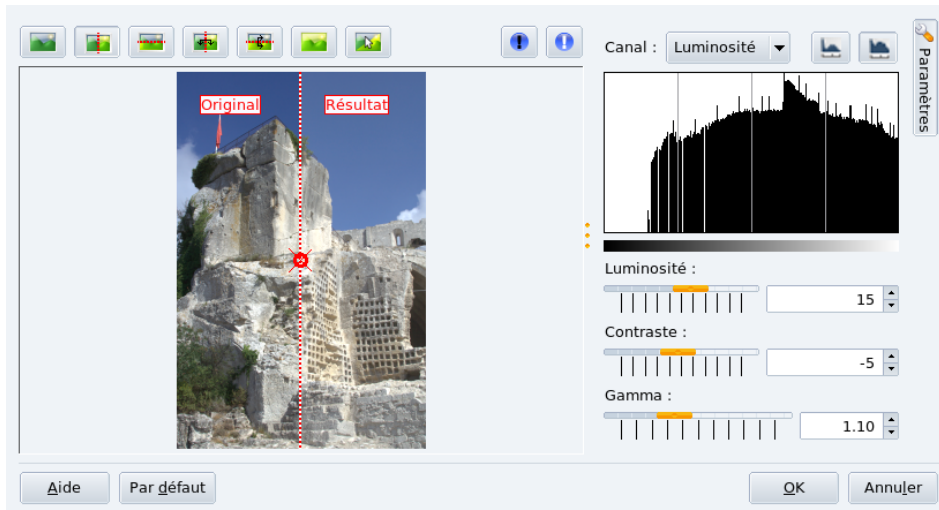 Canal :
Luminosité
Paramètres
Original
Résultat
Luminosité :
15
Contraste :
-5
Gamma :
1.10
Aide
Par défaut
OK
Annuler